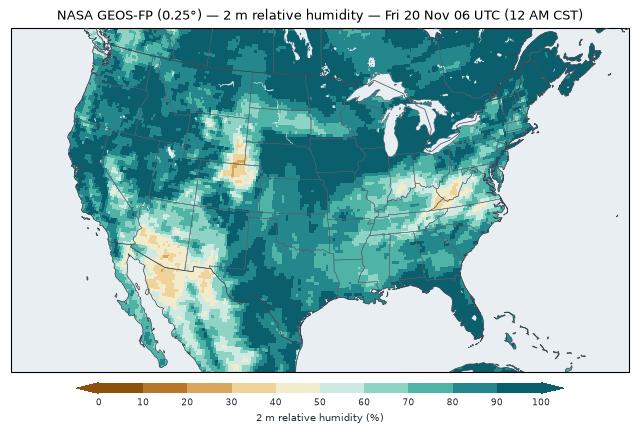 NASA GEOS-FP (0.25°) — 2 m relative humidity — Fri 20 Nov 06 UTC (12 AM CST)
0 10 20 30 40 50 60 70 80 90 100
2 m relative humidity (%)